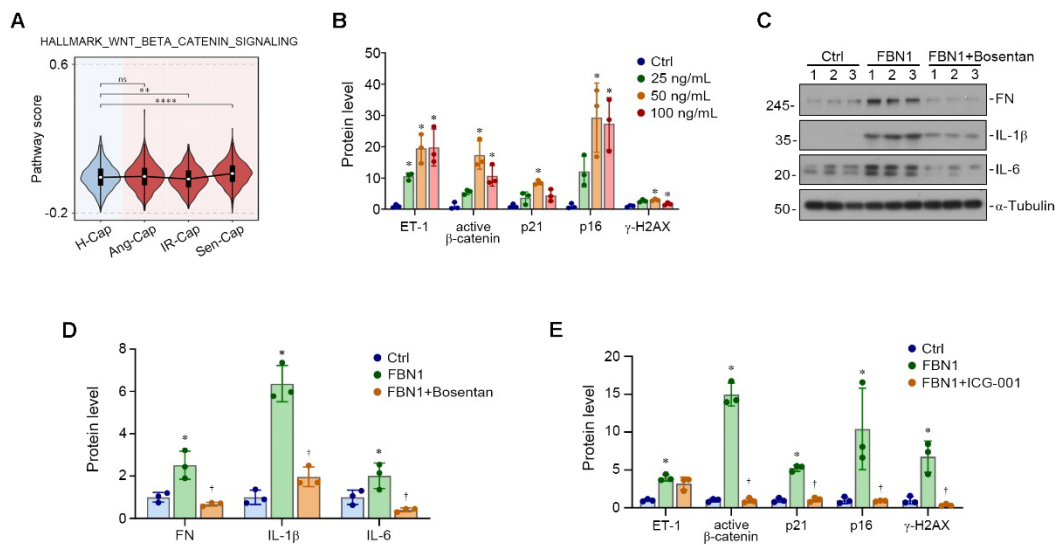 A
HALLMARK_WNT_BETA_CATENIN_SIGNALING
Pathway score
0.6
-0.2
ns
**
****
H-Cap
Ang-Cap
IR-Cap
Sen-Cap
B
Protein level
50
40
30
20
10
0
Ctrl
25 ng/mL
50 ng/mL
100 ng/mL
* * *
* *
*
* *
* *
ET-1
active
β-catenin
p21
p16
γ-H2AX
C
Ctrl FBN1 FBN1+Bosentan
1 2 3 1 2 3 1 2 3
245- -FN
35- -IL-1β
20- -IL-6
50- -α-Tubulin
D
Protein level
8
6
4
2
0
Ctrl
FBN1
FBN1+Bosentan
* †
* †
* †
FN
IL-1β
IL-6
E
Protein level
20
15
10
5
0
Ctrl
FBN1
FBN1+ICG-001
*
* †
* †
* †
* †
ET-1
active
β-catenin
p21
p16
γ-H2AX